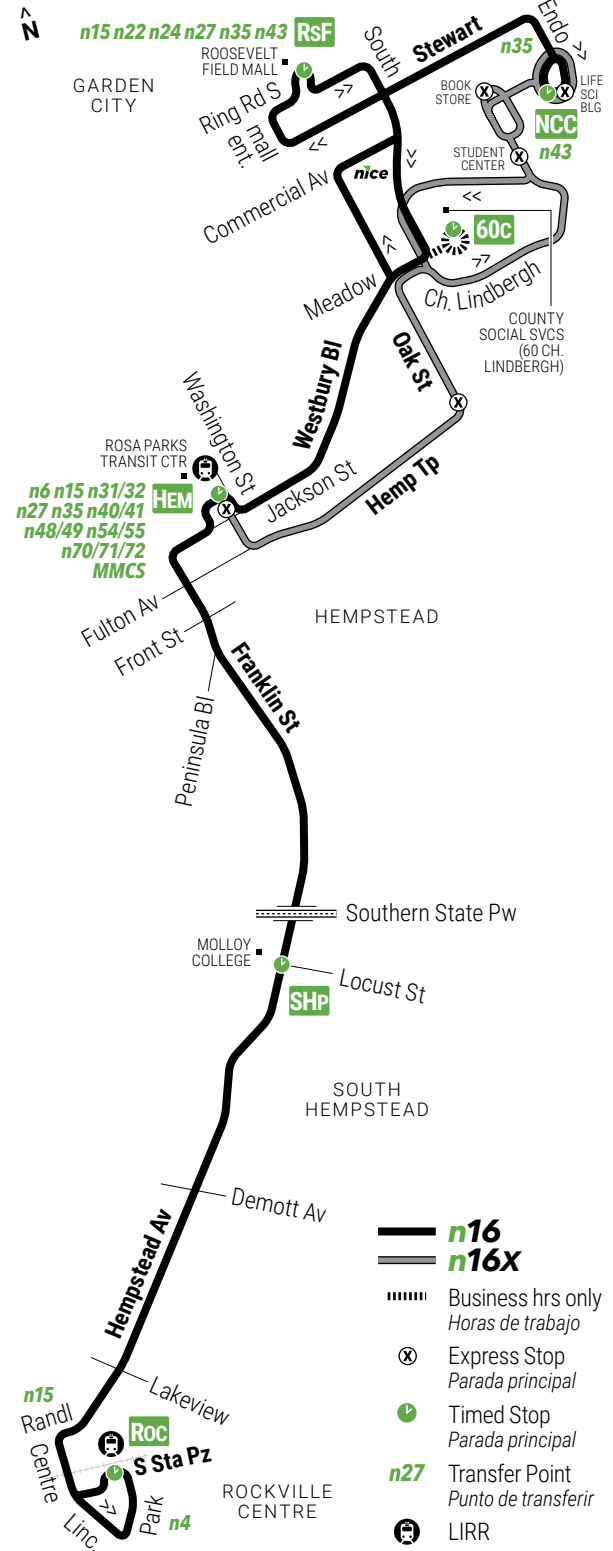 N
n15 n22 n24 n27 n35 n43 RSF
ROOSEVELT
FIELD MALL
GARDEN
CITY
Ring Rd S
mall
ent.
South
Stewart
Endo
n35
BOOK
STORE
LIFE
SCI
BLG
NCC
n43
STUDENT
CENTER
nice
Commercial Av
60C
Meadow
Ch. Lindbergh
COUNTY
SOCIAL SVCS
(60 CH.
LINDBERGH)
Westbury Bl
Oak St
Washington St
ROSA PARKS
TRANSIT CTR
Jackson St
Hemp Tp
n6 n15 n31/32
n27 n35 n40/41
n48/49 n54/55
n70/71/72
MMCS
HEM
Fulton Av
Front St
HEMPSTEAD
Franklin St
Peninsula Bl
Southern State Pw
MOLLOY
COLLEGE
Locust St
SHP
SOUTH
HEMPSTEAD
Demott Av
Hempstead Av
Lakeview
n15
Randl
Centre
ROC
S Sta Pz
Linc.
Park
n4
ROCKVILLE
CENTRE
n16
n16X
Business hrs only
Horas de trabajo
X Express Stop
Parada principal
Timed Stop
Parada principal
n27 Transfer Point
Punto de transferir
LIRR